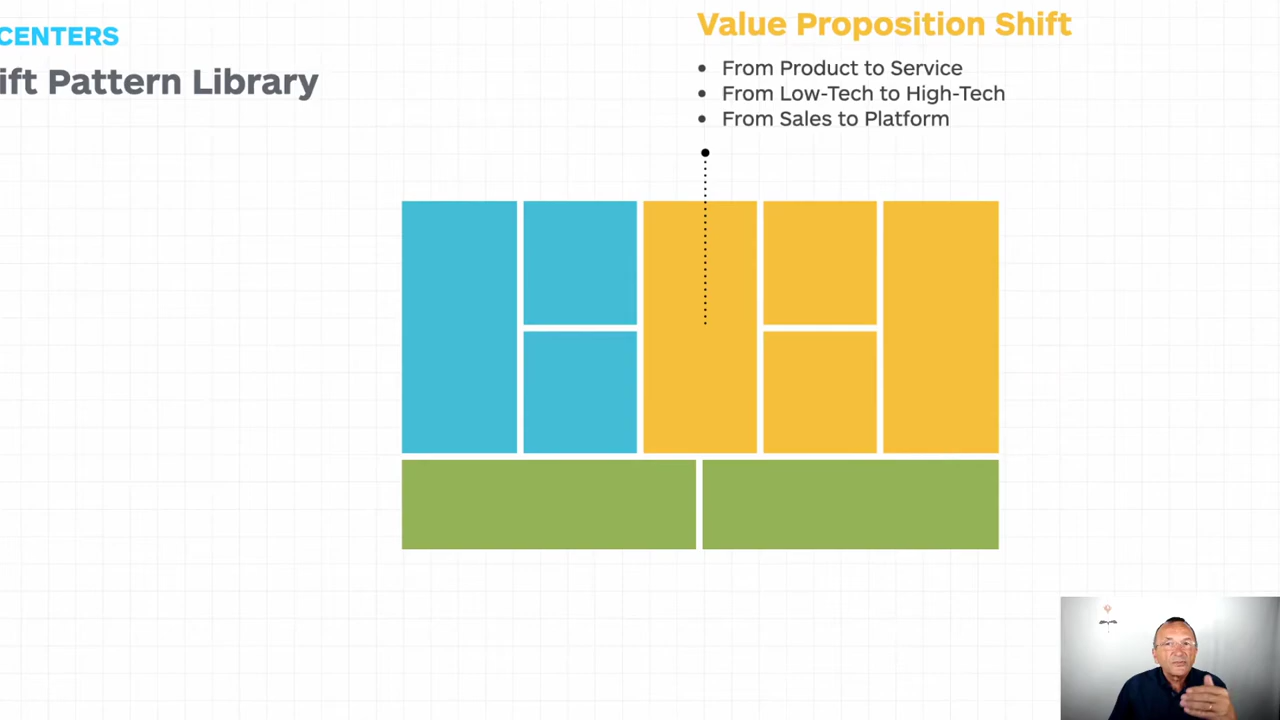 CENTERS
ift Pattern Library
Value Proposition Shift
• From Product to Service
• From Low-Tech to High-Tech
• From Sales to Platform